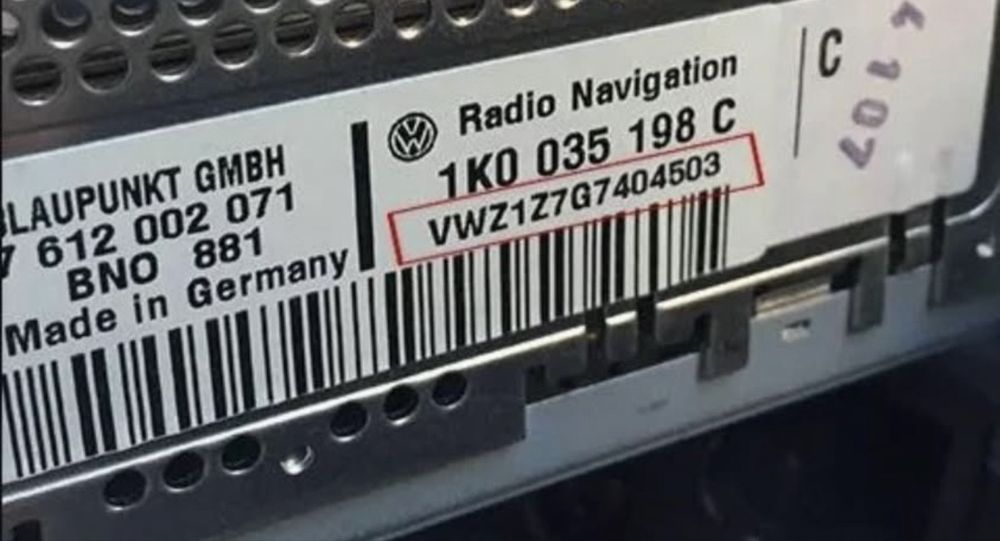 BLAUPUNKT GMBH
7 612 002 071
BNO 881
Made in Germany
Radio Navigation
1K0 035 198 C
VWZ1Z7G7404503
C